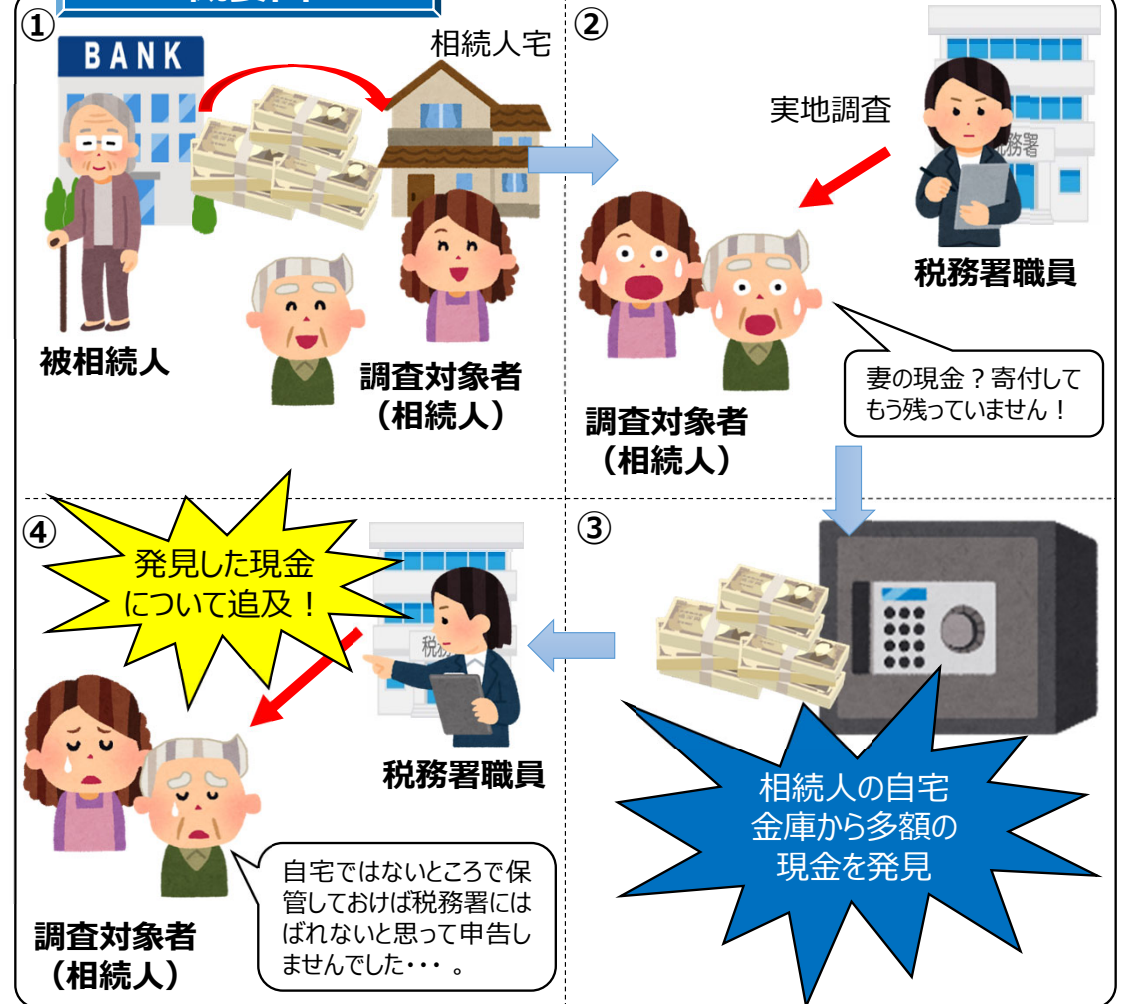 ①
BANK
相続人宅
被相続人
調査対象者
（相続人）
②
実地調査
務署
税務署職員
妻の現金？寄付して
もう残っていません！
調査対象者
（相続人）
③
相続人の自宅
金庫から多額の
現金を発見
④
発見した現金
について追及！
税務
税務署職員
自宅ではないところで保
管しておけば税務署には
ばれないと思って申告し
ませんでした・・・。
調査対象者
（相続人）